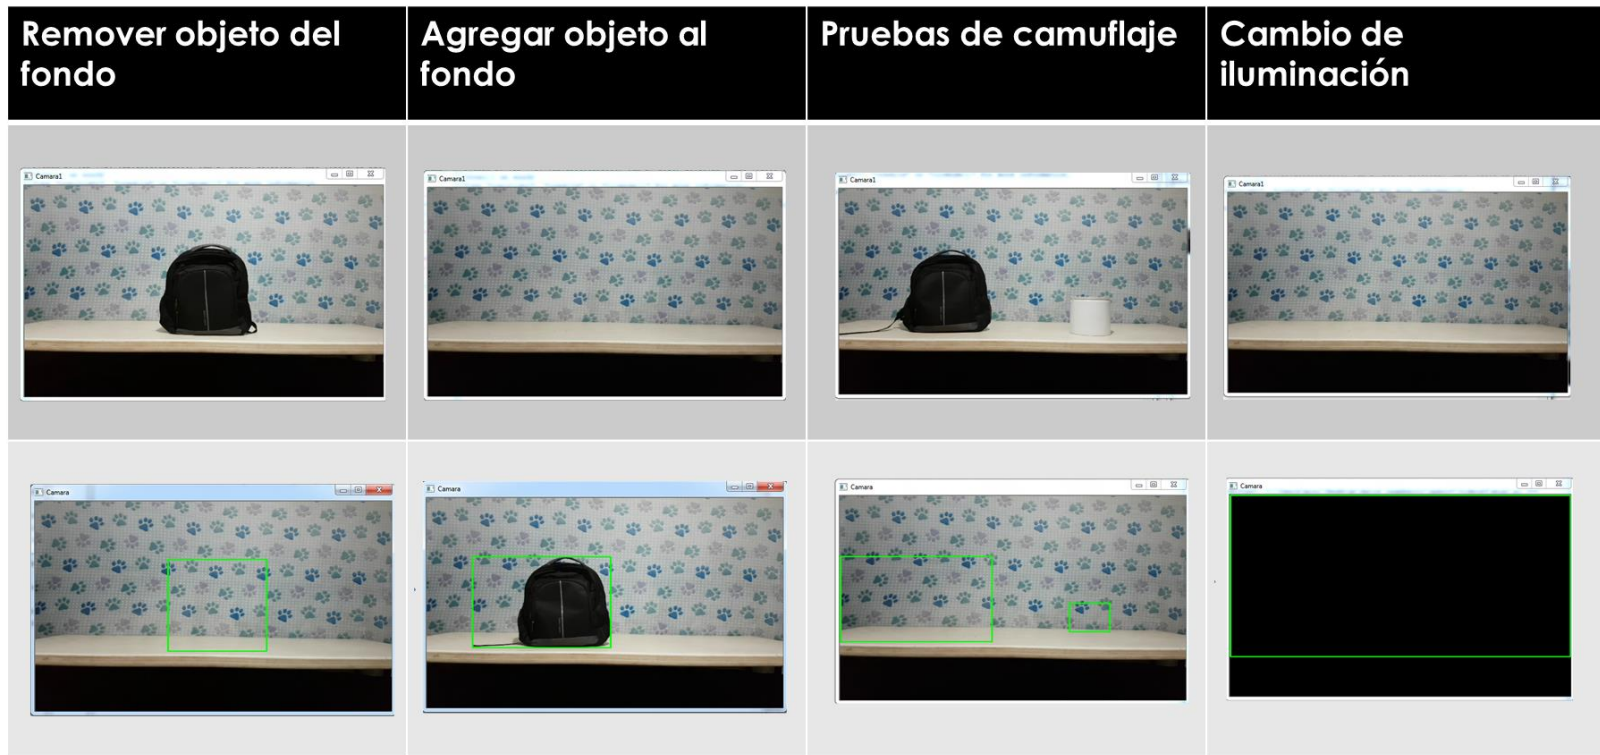 Remover objeto del
fondo
Agregar objeto al
fondo
Pruebas de camuflaje
Cambio de
iluminación
Camara1
Camara1
Camara1
Camara1
Camara
Camara
Camara
Camara